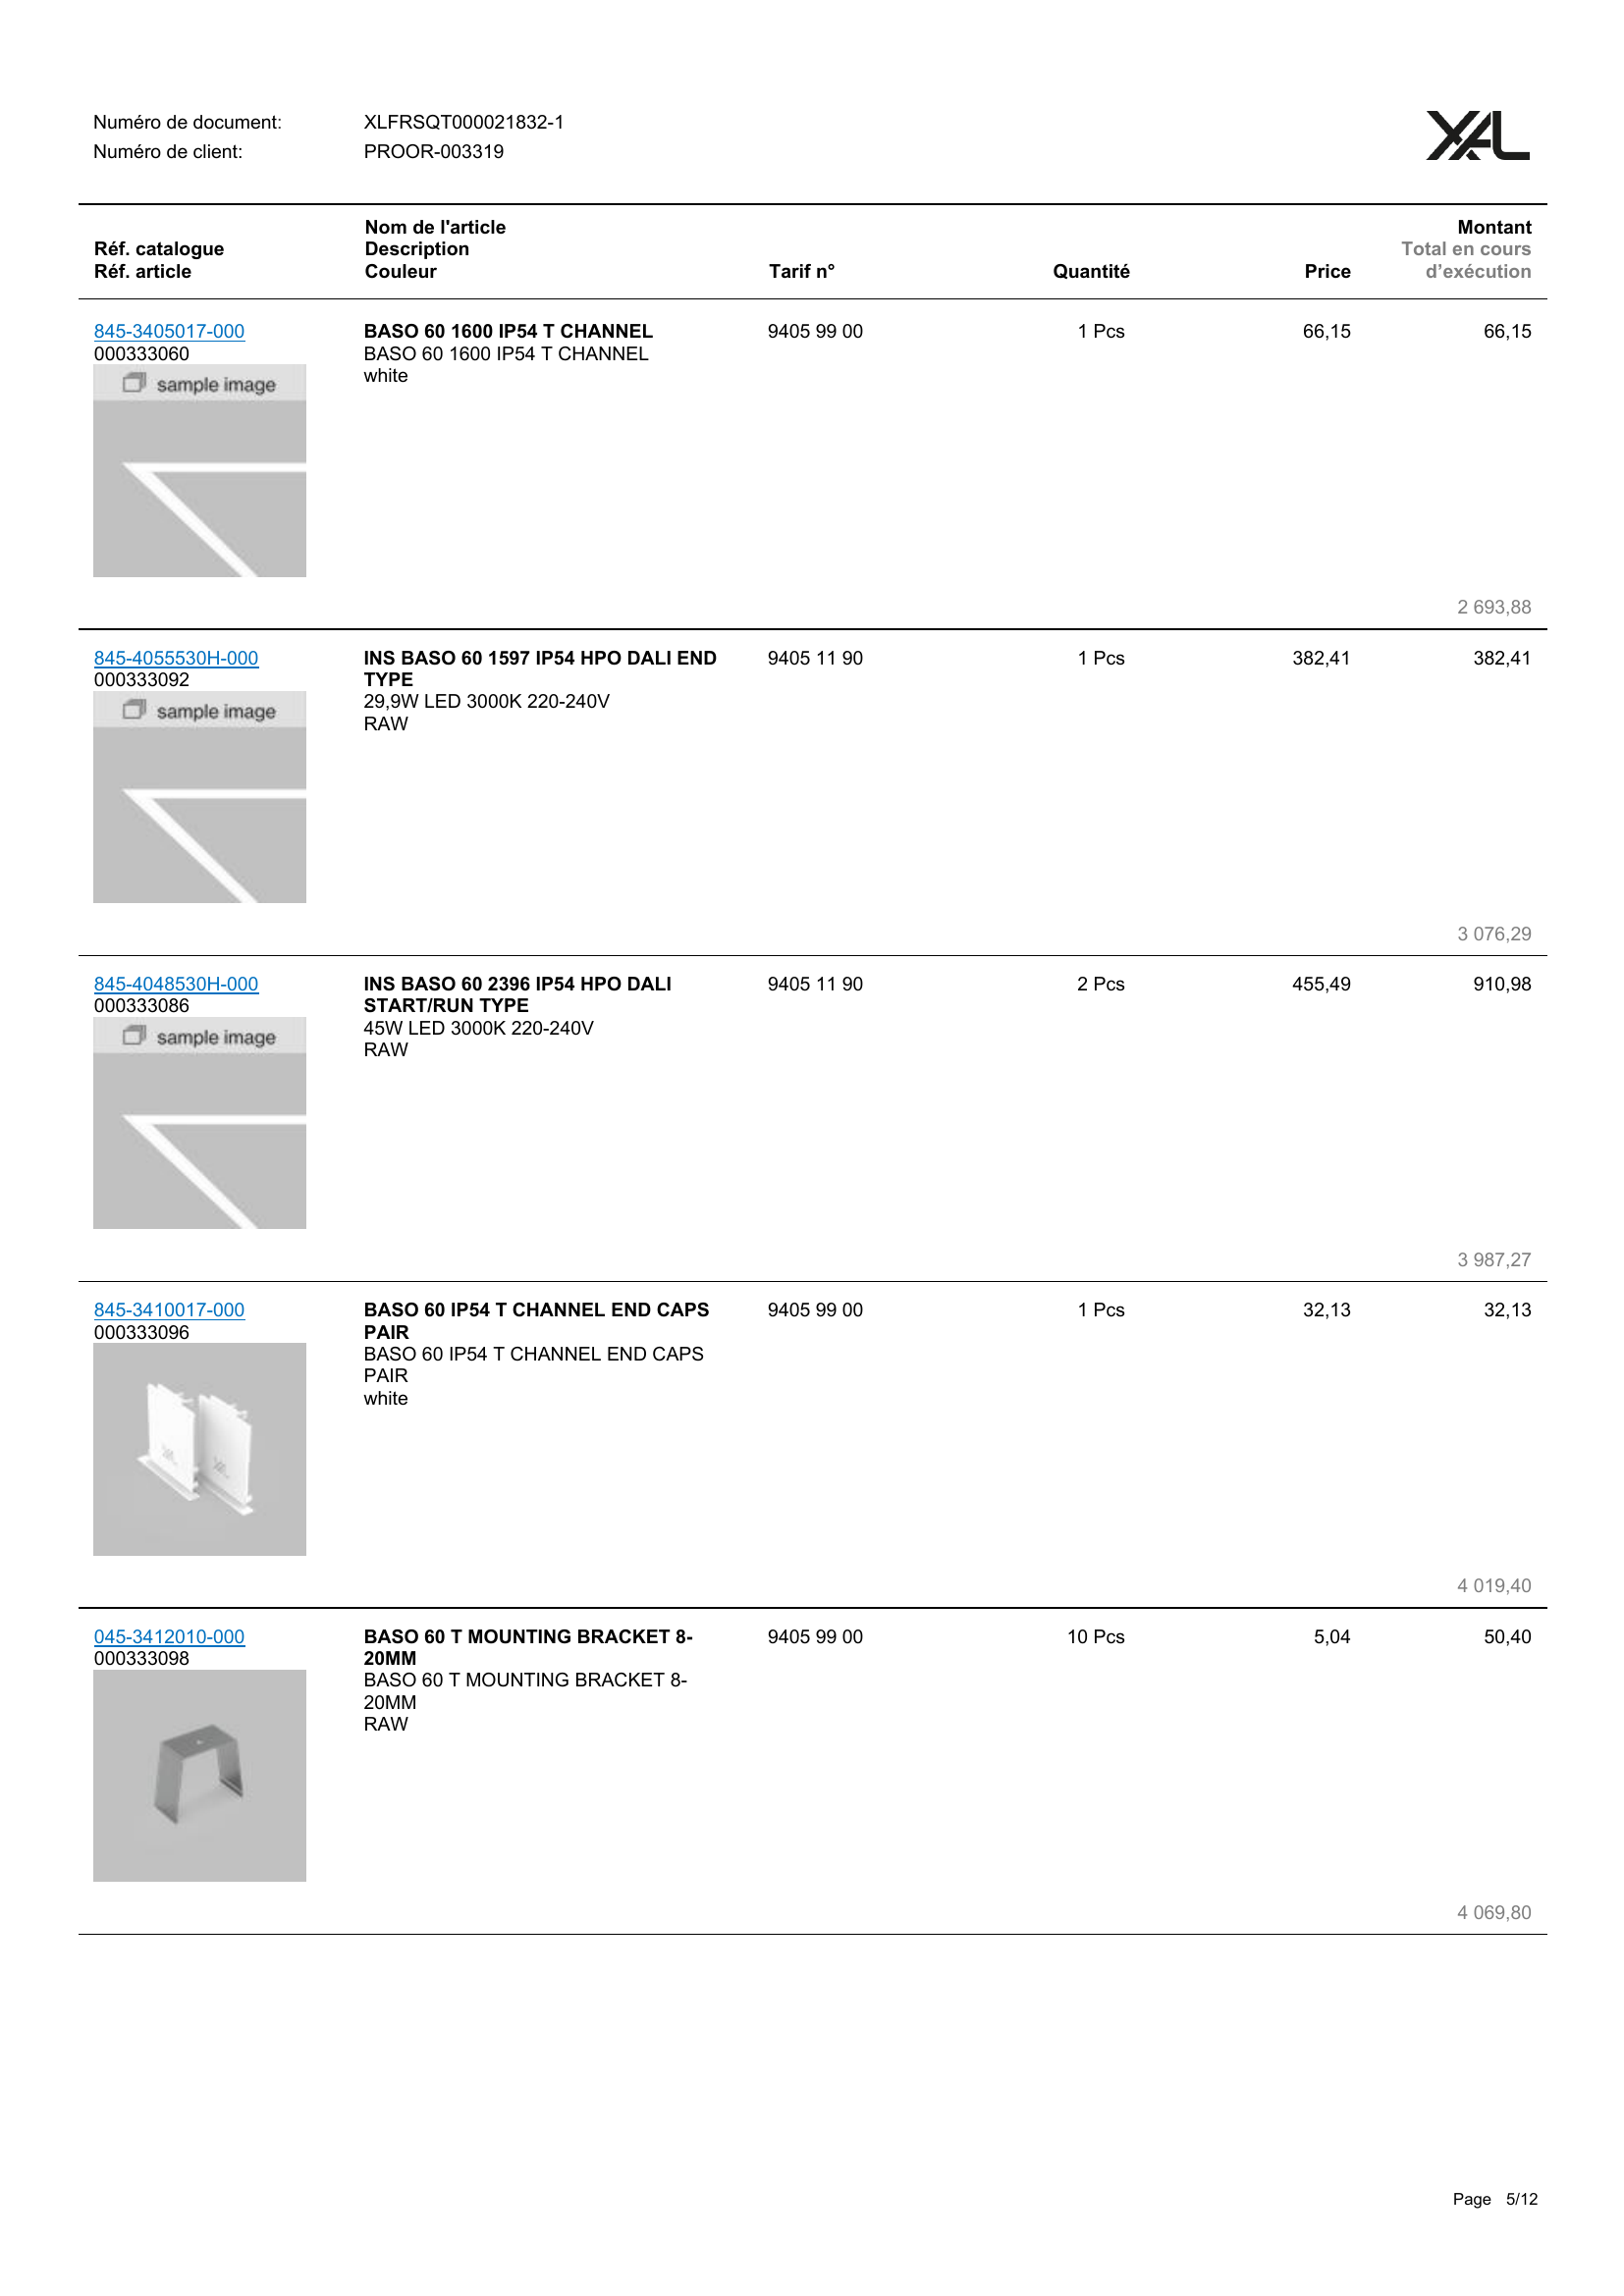 Numéro de document: XLFRSQT000021832-1
Numéro de client: PROOR-003319
XAL
Nom de l'article Montant
Réf. catalogue Description Total en cours
Réf. article Couleur Tarif n° Quantité Price d’exécution
845-3405017-000 BASO 60 1600 IP54 T CHANNEL 9405 99 00 1 Pcs 66,15 66,15
000333060 BASO 60 1600 IP54 T CHANNEL
white
sample image
2 693,88
845-4055530H-000 INS BASO 60 1597 IP54 HPO DALI END 9405 11 90 1 Pcs 382,41 382,41
000333092 TYPE
29,9W LED 3000K 220-240V
sample image
RAW
3 076,29
845-4048530H-000 INS BASO 60 2396 IP54 HPO DALI 9405 11 90 2 Pcs 455,49 910,98
000333086 START/RUN TYPE
45W LED 3000K 220-240V
sample image
RAW
3 987,27
845-3410017-000 BASO 60 IP54 T CHANNEL END CAPS 9405 99 00 1 Pcs 32,13 32,13
000333096 PAIR
BASO 60 IP54 T CHANNEL END CAPS
PAIR
white
XAL XAL
4 019,40
045-3412010-000 BASO 60 T MOUNTING BRACKET 8- 9405 99 00 10 Pcs 5,04 50,40
000333098 20MM
BASO 60 T MOUNTING BRACKET 8-
20MM
RAW
4 069,80
Page 5/12